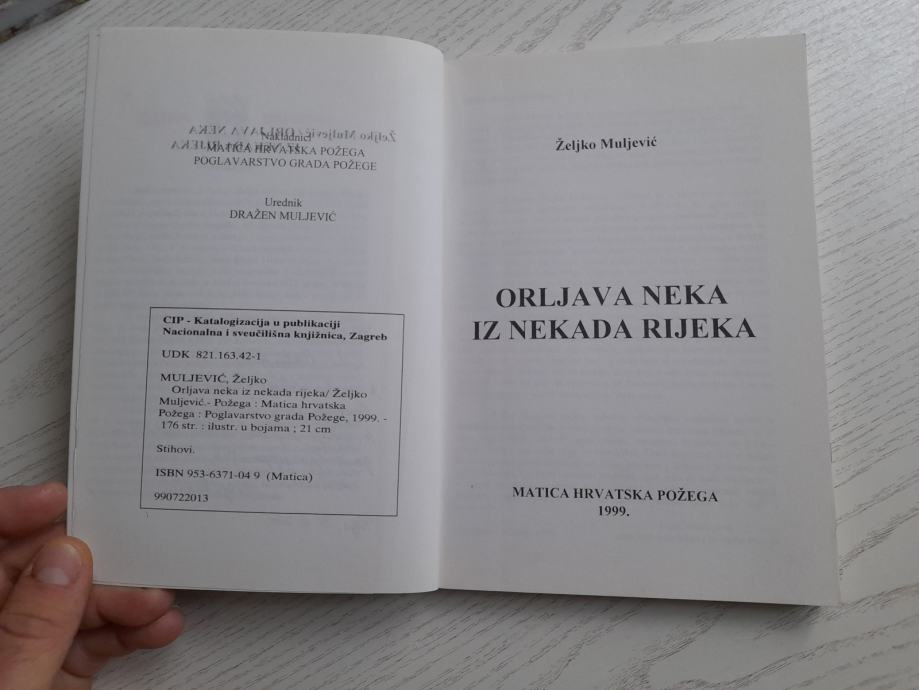 Nakladnici
MATICA HRVATSKA POŽEGA
POGLAVARSTVO GRADA POŽEGE
Urednik
DRAŽEN MULJEVIĆ
CIP - Katalogizacija u publikaciji
Nacionalna i sveučilišna knjižnica, Zagreb
UDK 821.163.42-1
MULJEVIĆ, Željko
Orljava neka iz nekada rijeka/ Željko
Muljević.- Požega : Matica hrvatska
Požega : Poglavarstvo grada Požege, 1999. -
176 str. : ilustr. u bojama ; 21 cm
Stihovi.
ISBN 953-6371-04 9 (Matica)
990722013
Željko Muljević
ORLJAVA NEKA
IZ NEKADA RIJEKA
MATICA HRVATSKA POŽEGA
1999.